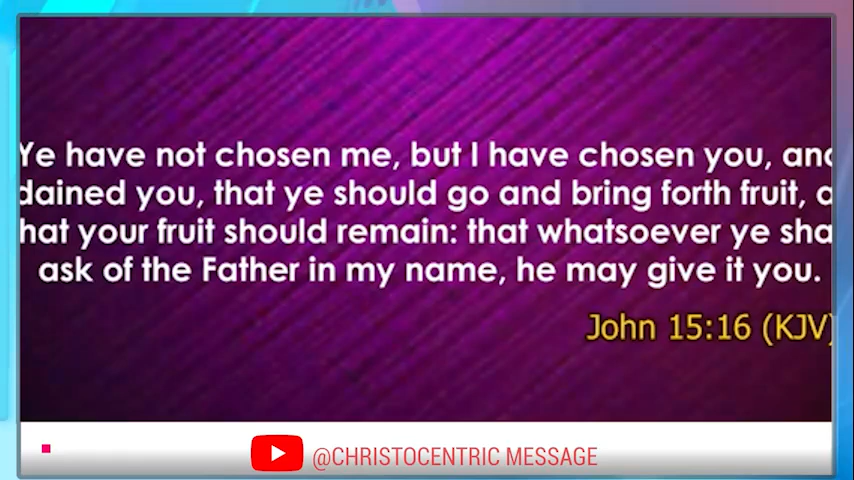 Ye have not chosen me, but I have chosen you, and
dained you, that ye should go and bring forth fruit, a
hat your fruit should remain: that whatsoever ye sha
ask of the Father in my name, he may give it you.
John 15:16 (KJV)
@CHRISTOCENTRIC MESSAGE